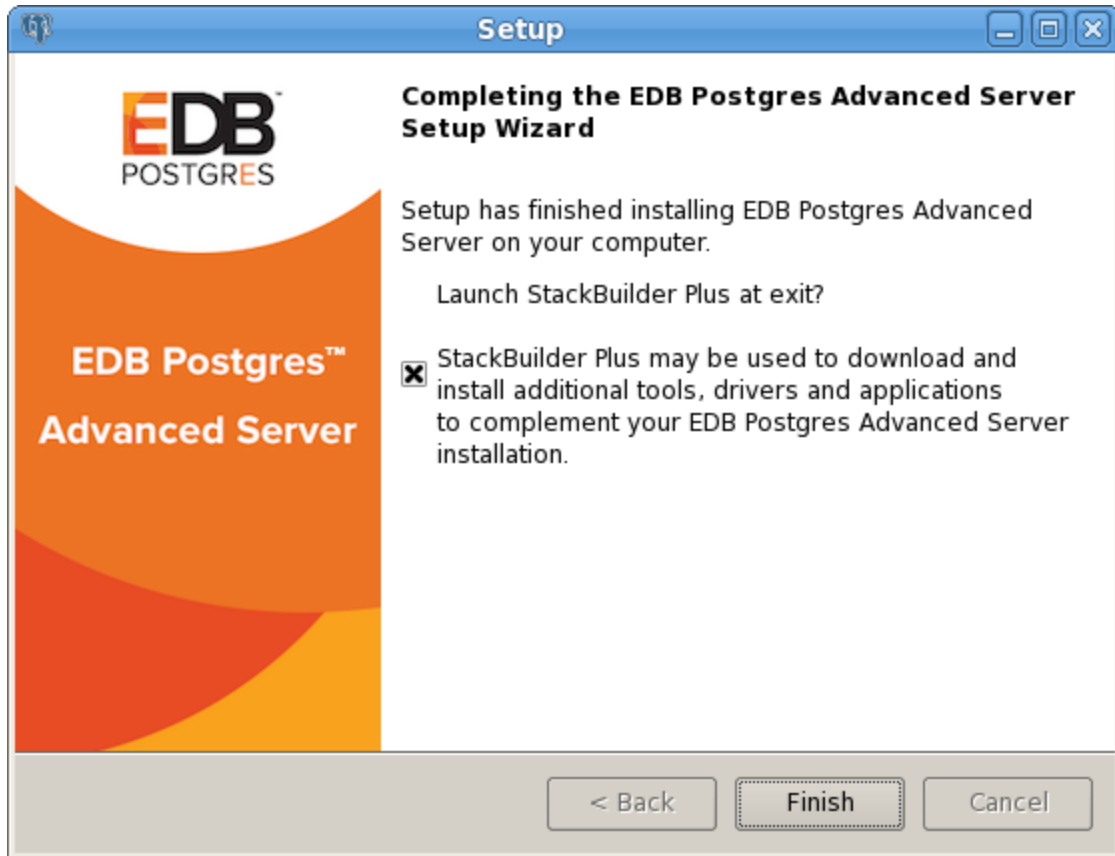 Setup
EDB
POSTGRES
EDB Postgres™
Advanced Server
Completing the EDB Postgres Advanced Server
Setup Wizard
Setup has finished installing EDB Postgres Advanced
Server on your computer.
Launch StackBuilder Plus at exit?
StackBuilder Plus may be used to download and
install additional tools, drivers and applications
to complement your EDB Postgres Advanced Server
installation.
< Back
Finish
Cancel